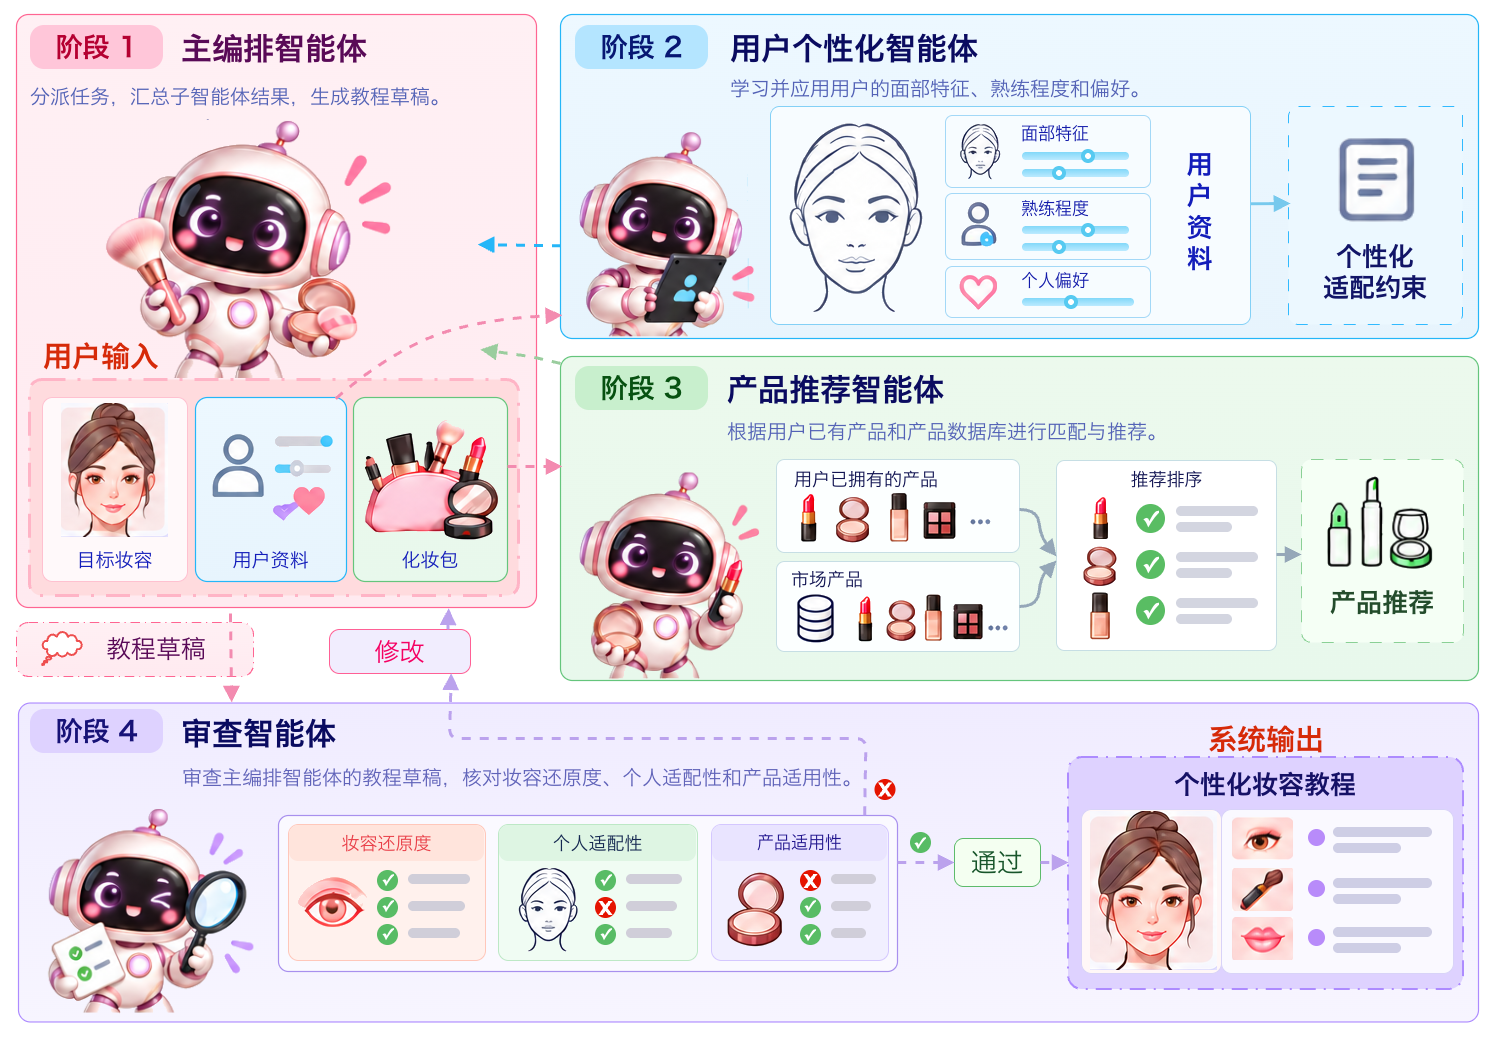 阶段 1
主编排智能体
分派任务，汇总子智能体结果，生成教程草稿。
用户输入
目标妆容
用户资料
化妆包
阶段 2
用户个性化智能体
学习并应用用户的面部特征、熟练程度和偏好。
面部特征
熟练程度
个人偏好
用户资料
个性化
适配约束
阶段 3
产品推荐智能体
根据用户已有产品和产品数据库进行匹配与推荐。
用户已拥有的产品
...
市场产品
...
推荐排序
产品推荐
教程草稿
修改
阶段 4
审查智能体
审查主编排智能体的教程草稿，核对妆容还原度、个人适配性和产品适用性。
妆容还原度
个人适配性
产品适用性
通过
系统输出
个性化妆容教程